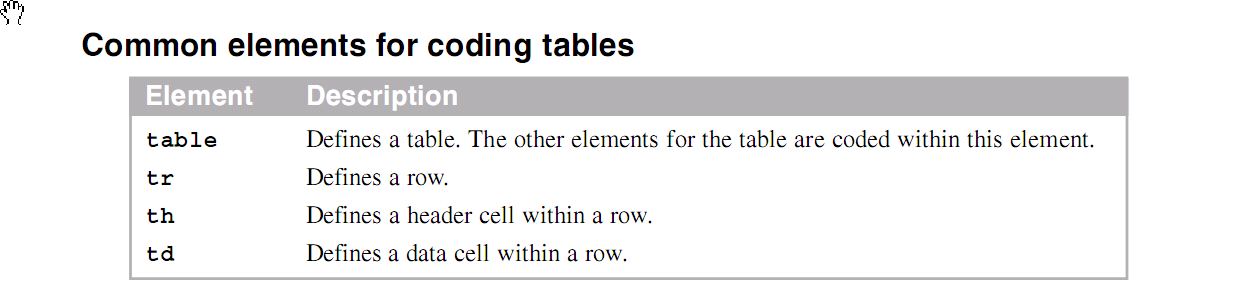 Common elements for coding tables
Element Description
table Defines a table. The other elements for the table are coded within this element.
tr Defines a row.
th Defines a header cell within a row.
td Defines a data cell within a row.